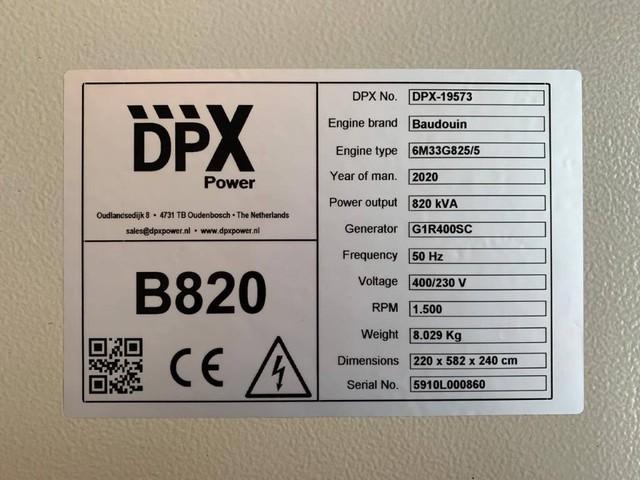 DPX
Power
Oudlandsedijk 8 • 4731 TB Oudenbosch • The Netherlands
sales@dpxpower.nl • www.dpxpower.nl
B820
CE
DPX No. DPX-19573
Engine brand Baudouin
Engine type 6M33G825/5
Year of man. 2020
Power output 820 kVA
Generator G1R400SC
Frequency 50 Hz
Voltage 400/230 V
RPM 1.500
Weight 8.029 Kg
Dimensions 220 x 582 x 240 cm
Serial No. 5910L000860